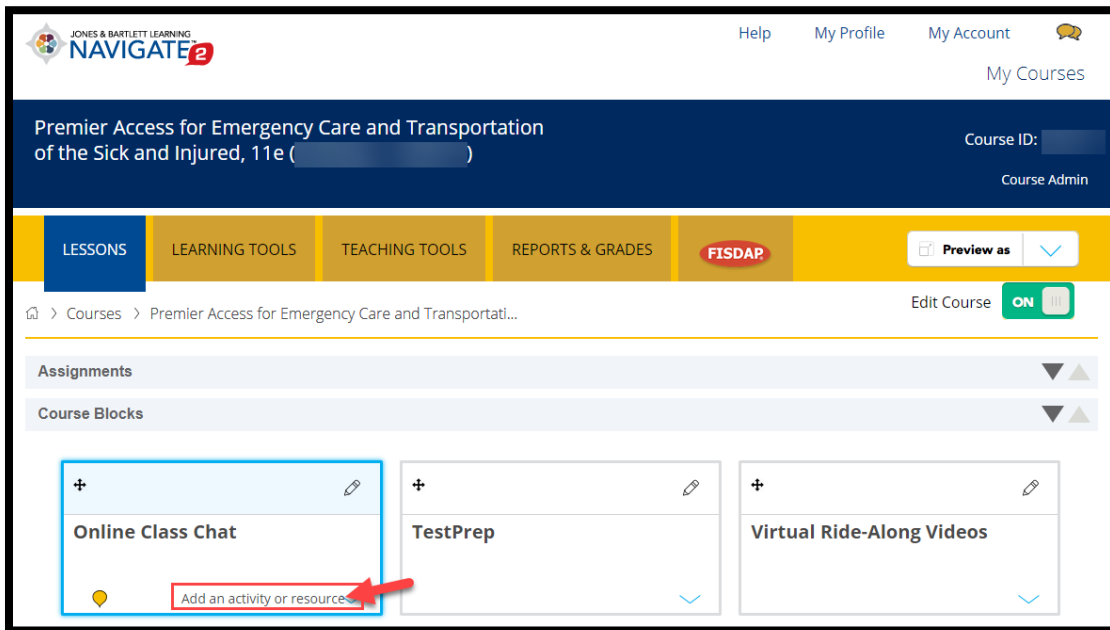 JONES & BARTLETT LEARNING
NAVIGATE 2
Help My Profile My Account
My Courses
Premier Access for Emergency Care and Transportation
of the Sick and Injured, 11e ( )
Course ID:
Course Admin
LESSONS LEARNING TOOLS TEACHING TOOLS REPORTS & GRADES FISDAP. Preview as
Courses Premier Access for Emergency Care and Transportati...
Edit Course ON
Assignments
Course Blocks
Online Class Chat
Add an activity or resource
TestPrep
Virtual Ride-Along Videos